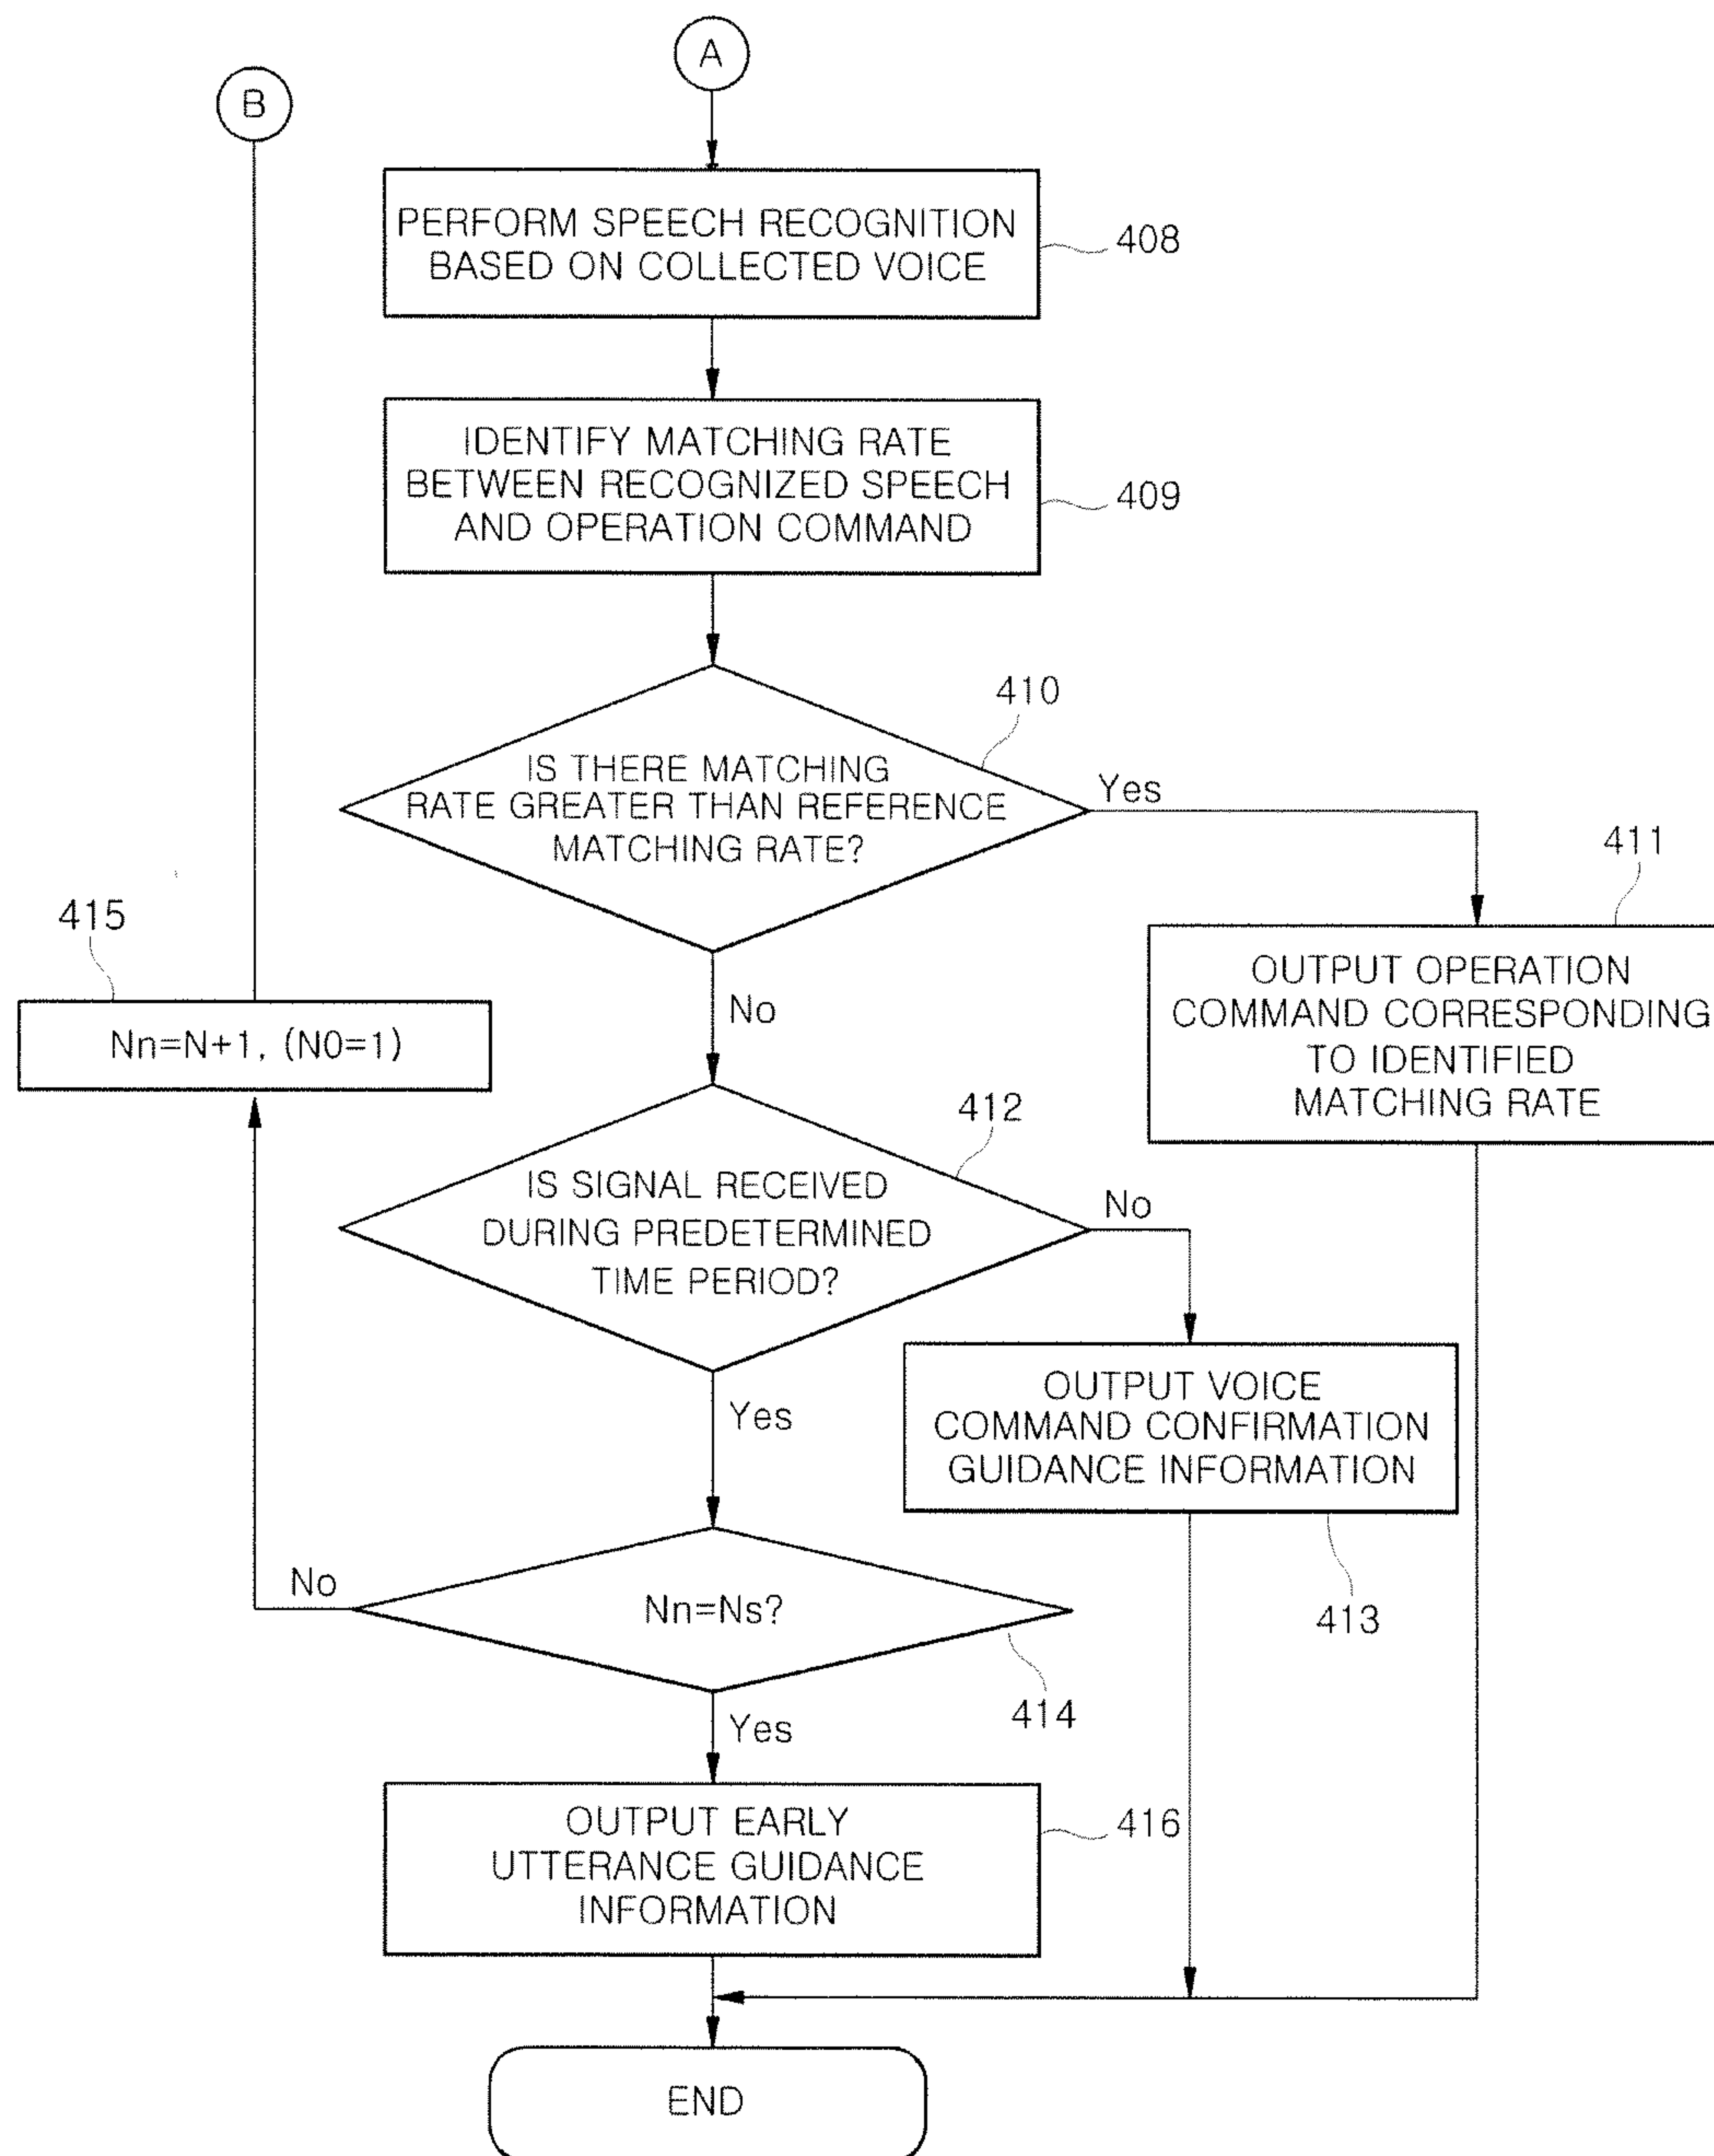 A
B
PERFORM SPEECH RECOGNITION
BASED ON COLLECTED VOICE
408
IDENTIFY MATCHING RATE
BETWEEN RECOGNIZED SPEECH
AND OPERATION COMMAND
409
410
IS THERE MATCHING
RATE GREATER THAN REFERENCE
MATCHING RATE?
Yes
411
OUTPUT OPERATION
COMMAND CORRESPONDING
TO IDENTIFIED
MATCHING RATE
415
Nn=N+1, (N0=1)
No
412
IS SIGNAL RECEIVED
DURING PREDETERMINED
TIME PERIOD?
No
OUTPUT VOICE
COMMAND CONFIRMATION
GUIDANCE INFORMATION
413
Yes
No
Nn=Ns?
414
Yes
OUTPUT EARLY
UTTERANCE GUIDANCE
INFORMATION
416
END